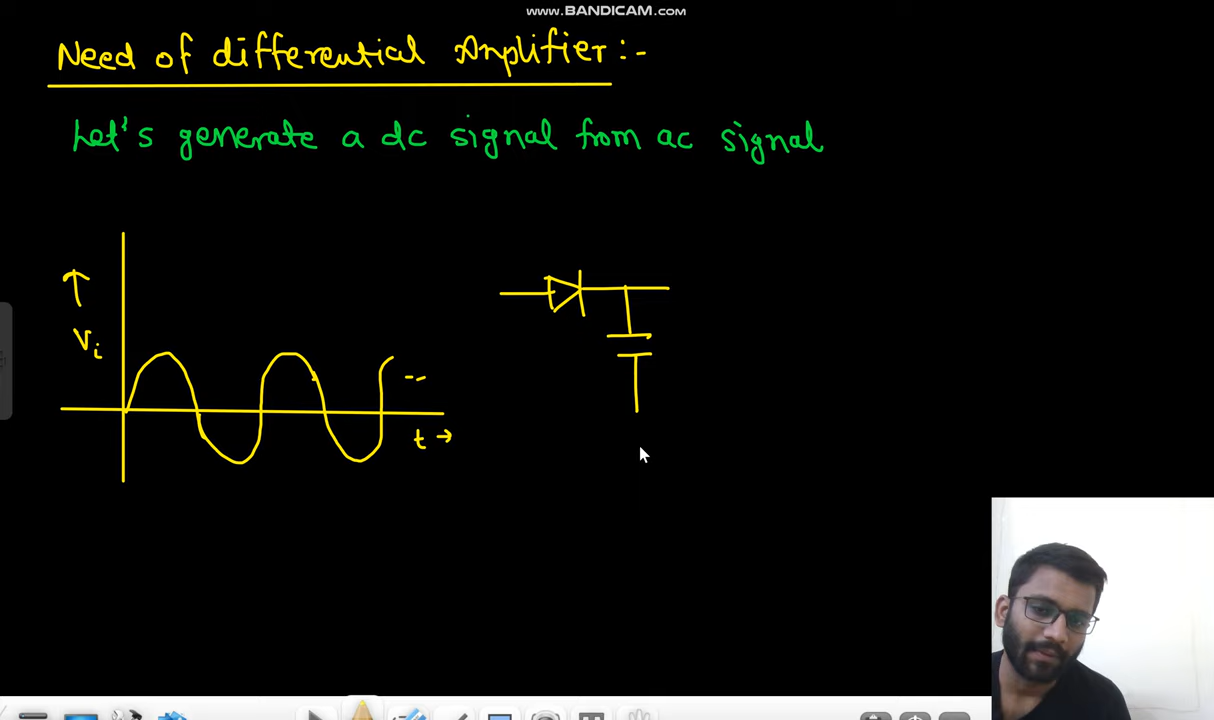 WWW.BANDICAM.COM
Need of differential Amplifier :-
Let's generate a dc signal from ac signal
Vi
--
t →